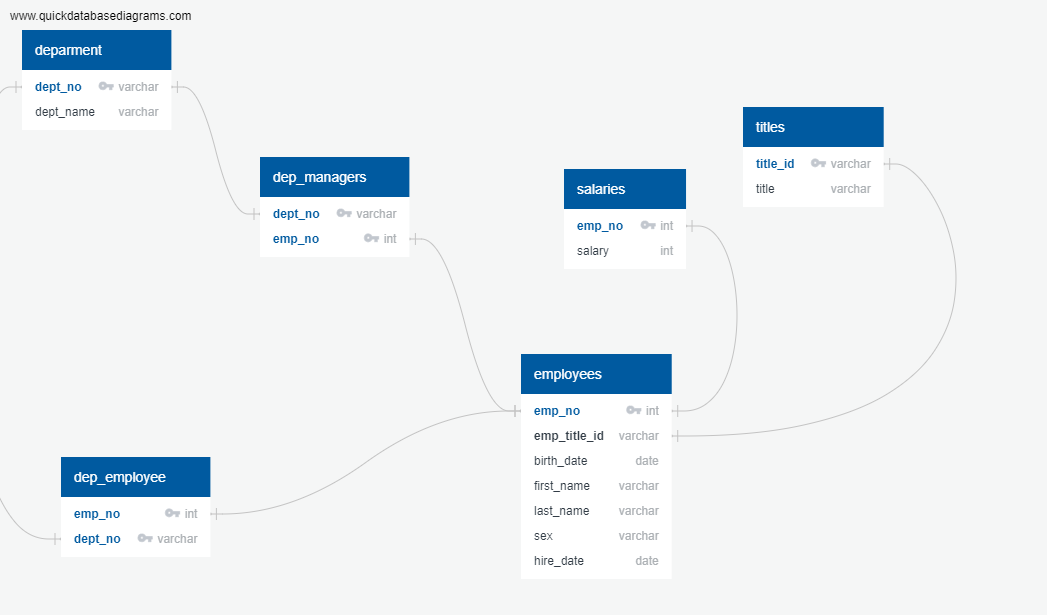 www.quickdatabasediagrams.com
deparment
dept_no varchar
dept_name varchar
dep_managers
dept_no varchar
emp_no int
salaries
emp_no int
salary int
titles
title_id varchar
title varchar
employees
emp_no int
emp_title_id varchar
birth_date date
first_name varchar
last_name varchar
sex varchar
hire_date date
dep_employee
emp_no int
dept_no varchar